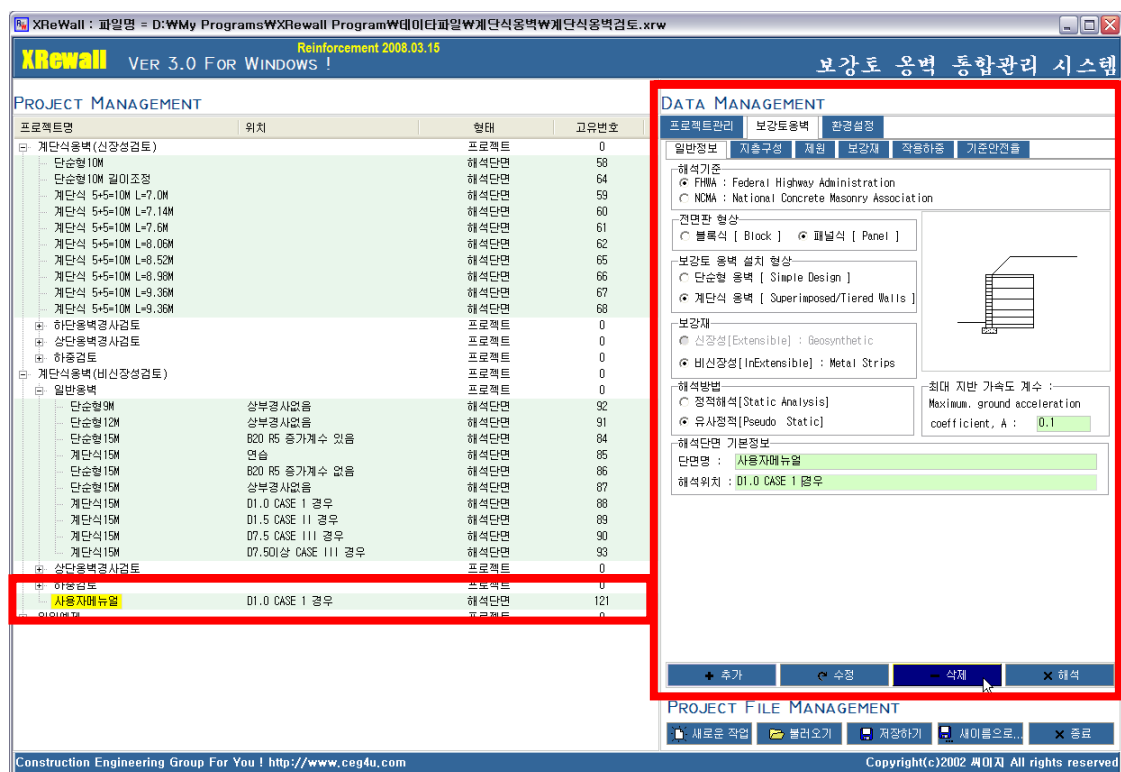 XReWall : 파일명 = D:₩My Programs₩XRewall Program₩데이타파일₩계단식옹벽₩계단식옹벽검토.xrw
Reinforcement 2008.03.15
XRewall VER 3.0 FOR WINDOWS ! 보강토 옹벽 통합관리 시스템
PROJECT MANAGEMENT
프로젝트명 위치 형태 고유번호
계단식옹벽(신장성검토) 프로젝트 0
단순형10M 해석단면 58
단순형10M 길이조정 해석단면 64
계단식 5+5=10M L=7.0M 해석단면 59
계단식 5+5=10M L=7.14M 해석단면 60
계단식 5+5=10M L=7.6M 해석단면 61
계단식 5+5=10M L=8.06M 해석단면 62
계단식 5+5=10M L=8.52M 해석단면 65
계단식 5+5=10M L=8.98M 해석단면 66
계단식 5+5=10M L=9.36M 해석단면 67
계단식 5+5=10M L=9.36M 해석단면 68
하단옹벽경사검토 프로젝트 0
상단옹벽경사검토 프로젝트 0
하중검토 프로젝트 0
계단식옹벽(비신장성검토) 프로젝트 0
일반옹벽 프로젝트 0
단순형9M 상부경사없음 해석단면 92
단순형12M 상부경사없음 해석단면 91
단순형15M B20 R5 증가계수 있음 해석단면 84
계단식15M 연습 해석단면 85
단순형15M B20 R5 증가계수 없음 해석단면 86
단순형15M 상부경사없음 해석단면 87
계단식15M D1.0 CASE 1 경우 해석단면 88
계단식15M D1.5 CASE II 경우 해석단면 89
계단식15M D7.5 CASE III 경우 해석단면 90
계단식15M D7.50이상 CASE III 경우 해석단면 93
상단옹벽경사검토 프로젝트 0
하중검토 프로젝트 0
사용자메뉴얼 D1.0 CASE 1 경우 해석단면 121
프로젝트 0
DATA MANAGEMENT
프로젝트관리 보강토옹벽 환경설정
일반정보 지층구성 제원 보강재 작용하중 기준안전율
해석기준
FHWA : Federal Highway Administration
NCMA : National Concrete Masonry Association
전면판 형상
블록식 [ Block ] 패널식 [ Panel ]
보강토 옹벽 설치 형상
단순형 옹벽 [ Simple Design ]
계단식 옹벽 [ Superimposed/Tiered Walls ]
보강재
신장성[Extensible] : Geosynthetic
비신장성[InExtensible] : Metal Strips
해석방법
정적해석[Static Analysis]
유사정적[Pseudo Static]
최대 지반 가속도 계수 :
Maximum. ground acceleration
coefficient, A : 0.1
해석단면 기본정보
단면명 : 사용자메뉴얼
해석위치 : D1.0 CASE 1 경우
추가 수정 삭제 해석
PROJECT FILE MANAGEMENT
새로운 작업 불러오기 저장하기 새이름으로... 종료
Construction Engineering Group For You ! http://www.ceg4u.com Copyright(c)2002 씨이지 All rights reserved